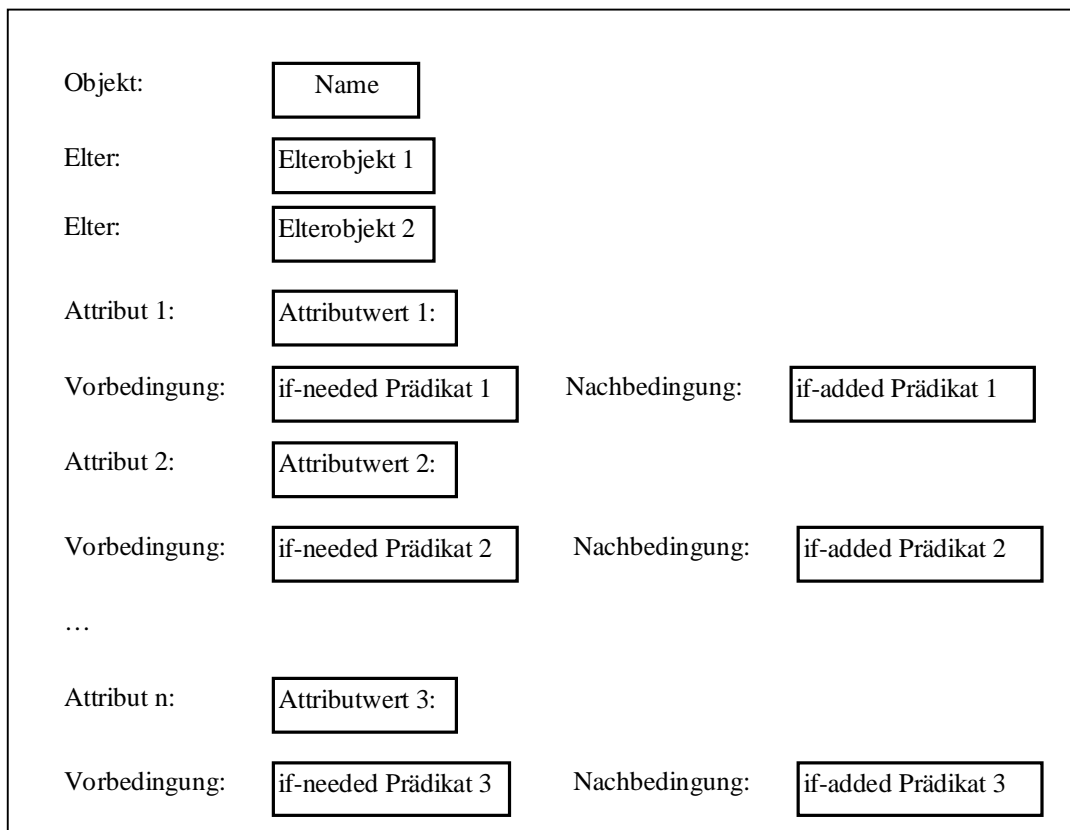 Objekt: Name
Elter: Elterobjekt 1
Elter: Elterobjekt 2
Attribut 1: Attributwert 1:
Vorbedingung: if-needed Prädikat 1 Nachbedingung: if-added Prädikat 1
Attribut 2: Attributwert 2:
Vorbedingung: if-needed Prädikat 2 Nachbedingung: if-added Prädikat 2
…
Attribut n: Attributwert 3:
Vorbedingung: if-needed Prädikat 3 Nachbedingung: if-added Prädikat 3